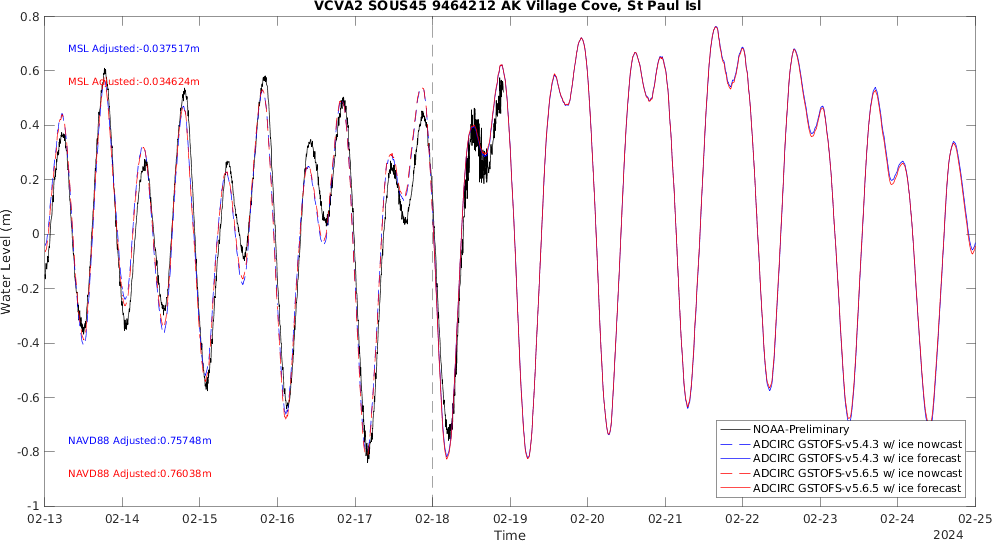 VCVA2 SOUS45 9464212 AK Village Cove, St Paul Isl
MSL Adjusted:-0.037517m
MSL Adjusted:-0.034624m
NAVD88 Adjusted:0.75748m
NAVD88 Adjusted:0.76038m
Water Level (m)
0.8
0.6
0.4
0.2
0
-0.2
-0.4
-0.6
-0.8
-1
NOAA-Preliminary
ADCIRC GSTOFS-v5.4.3 w/ ice nowcast
ADCIRC GSTOFS-v5.4.3 w/ ice forecast
ADCIRC GSTOFS-v5.6.5 w/ ice nowcast
ADCIRC GSTOFS-v5.6.5 w/ ice forecast
02-13 02-14 02-15 02-16 02-17 02-18 02-19 02-20 02-21 02-22 02-23 02-24 02-25
Time
2024